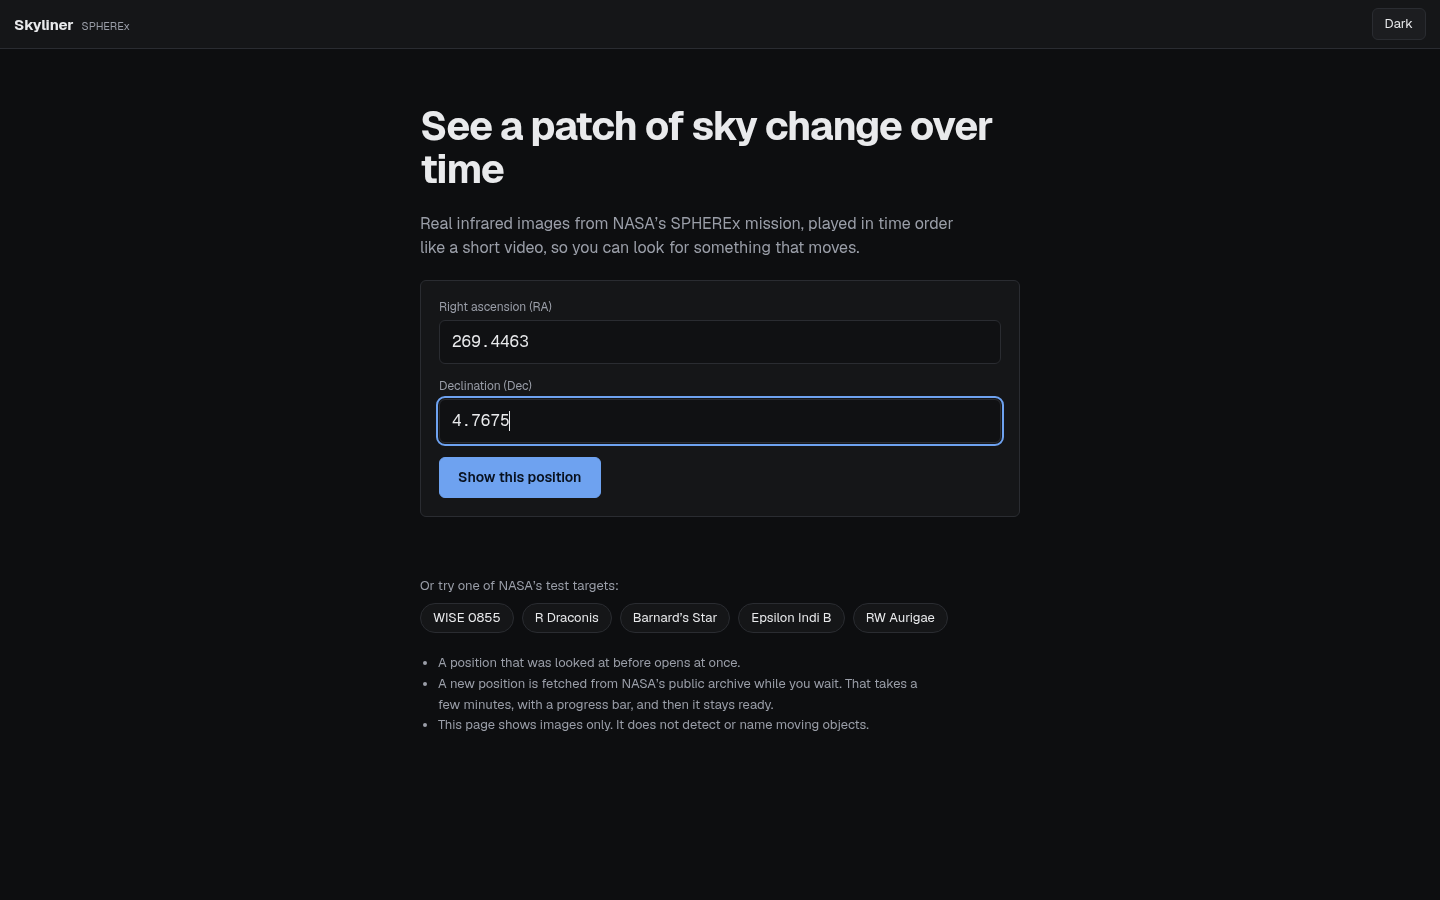 Skyliner SPHEREx
Dark
See a patch of sky change over
time
Real infrared images from NASA's SPHEREx mission, played in time order
like a short video, so you can look for something that moves.
Right ascension (RA)
269.4463
Declination (Dec)
4.7675
Show this position
Or try one of NASA's test targets:
WISE 0855
R Draconis
Barnard's Star
Epsilon Indi B
RW Aurigae
• A position that was looked at before opens at once.
• A new position is fetched from NASA's public archive while you wait. That takes a
few minutes, with a progress bar, and then it stays ready.
• This page shows images only. It does not detect or name moving objects.